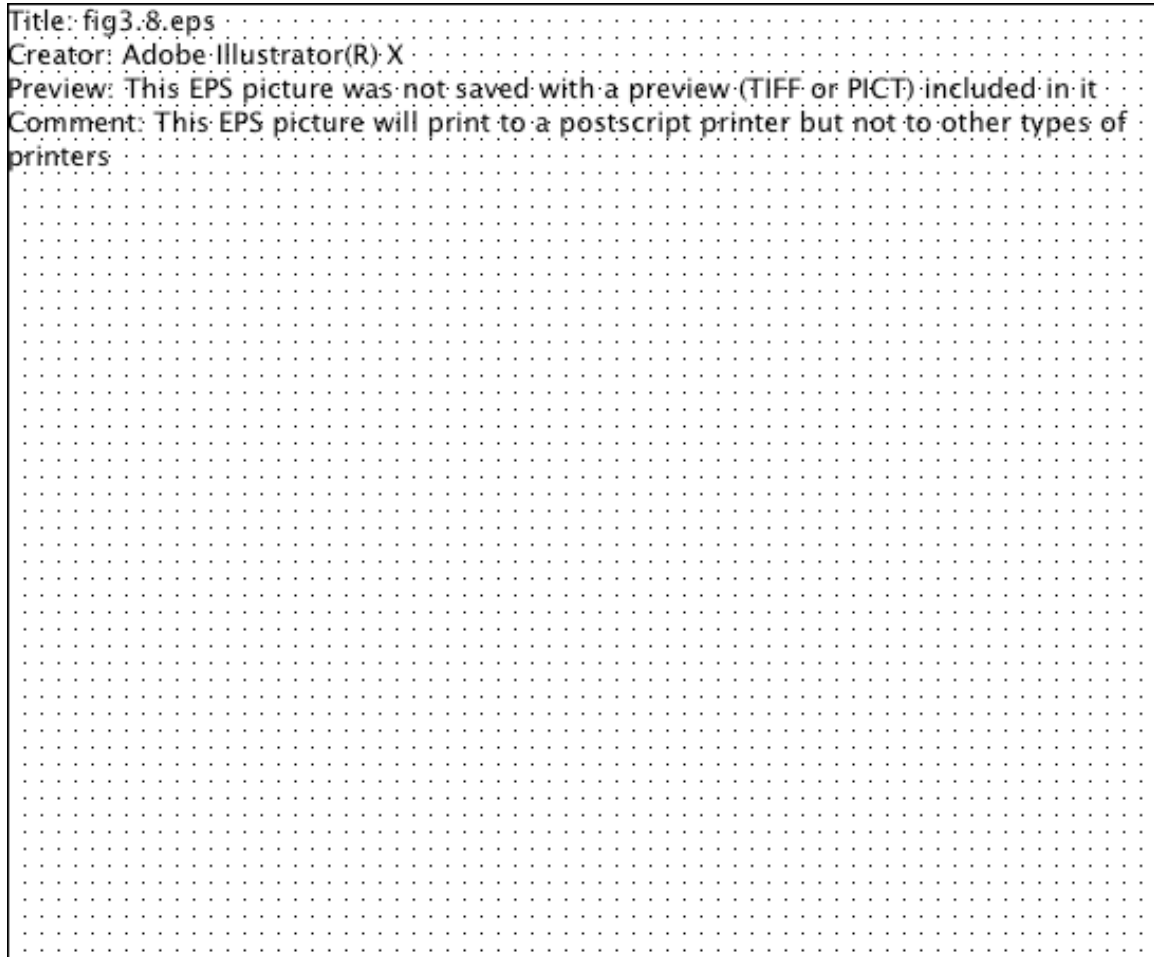 Title: fig3.8.eps
Creator: Adobe Illustrator(R) X
Preview: This EPS picture was not saved with a preview (TIFF or PICT) included in it
Comment: This EPS picture will print to a postscript printer but not to other types of
printers